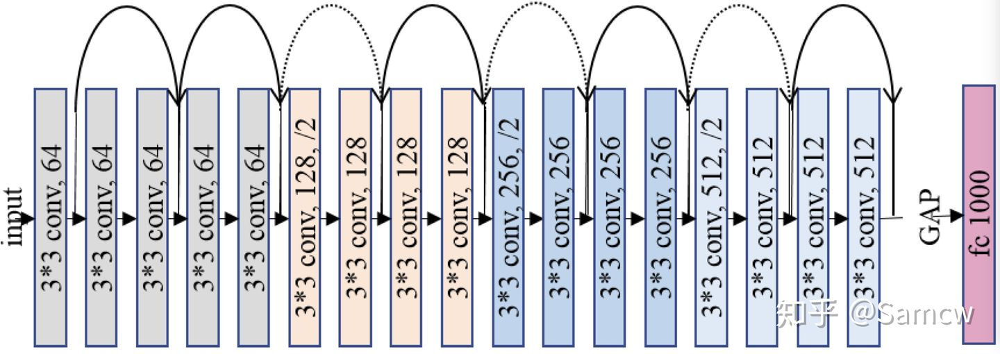 input
3*3 conv, 64
3*3 conv, 64
3*3 conv, 64
3*3 conv, 64
3*3 conv, 64
3*3 conv, 128, /2
3*3 conv, 128
3*3 conv, 128
3*3 conv, 128
3*3 conv, 256, /2
3*3 conv, 256
3*3 conv, 256
3*3 conv, 256
3*3 conv, 512, /2
3*3 conv, 512
3*3 conv, 512
3*3 conv, 512
GAP
fc 1000
知乎 @Samcw